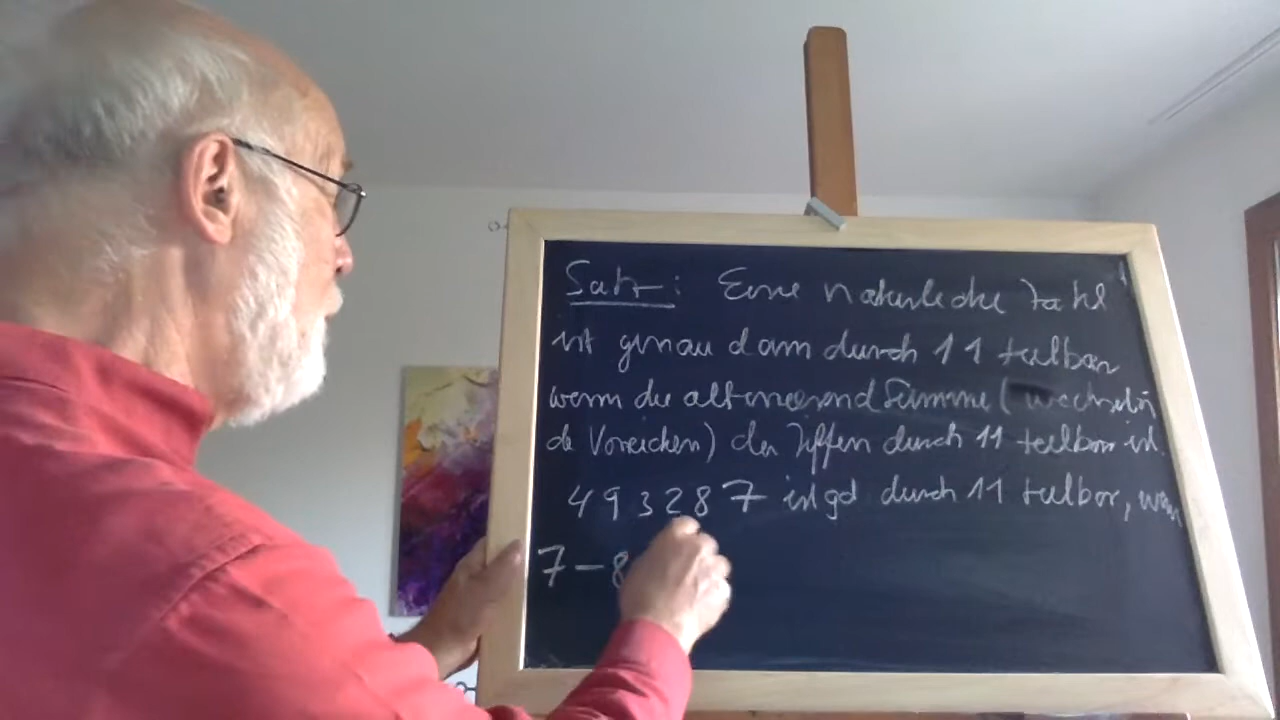 Satz: Eine natürliche Zahl
ist genau dann durch 11 teilbar
wenn die alternierend Summe (wechseln
de Vorzeichen) der Ziffern durch 11 teilbar ist.
493287 ist gd durch 11 teilbar, wenn
7-8